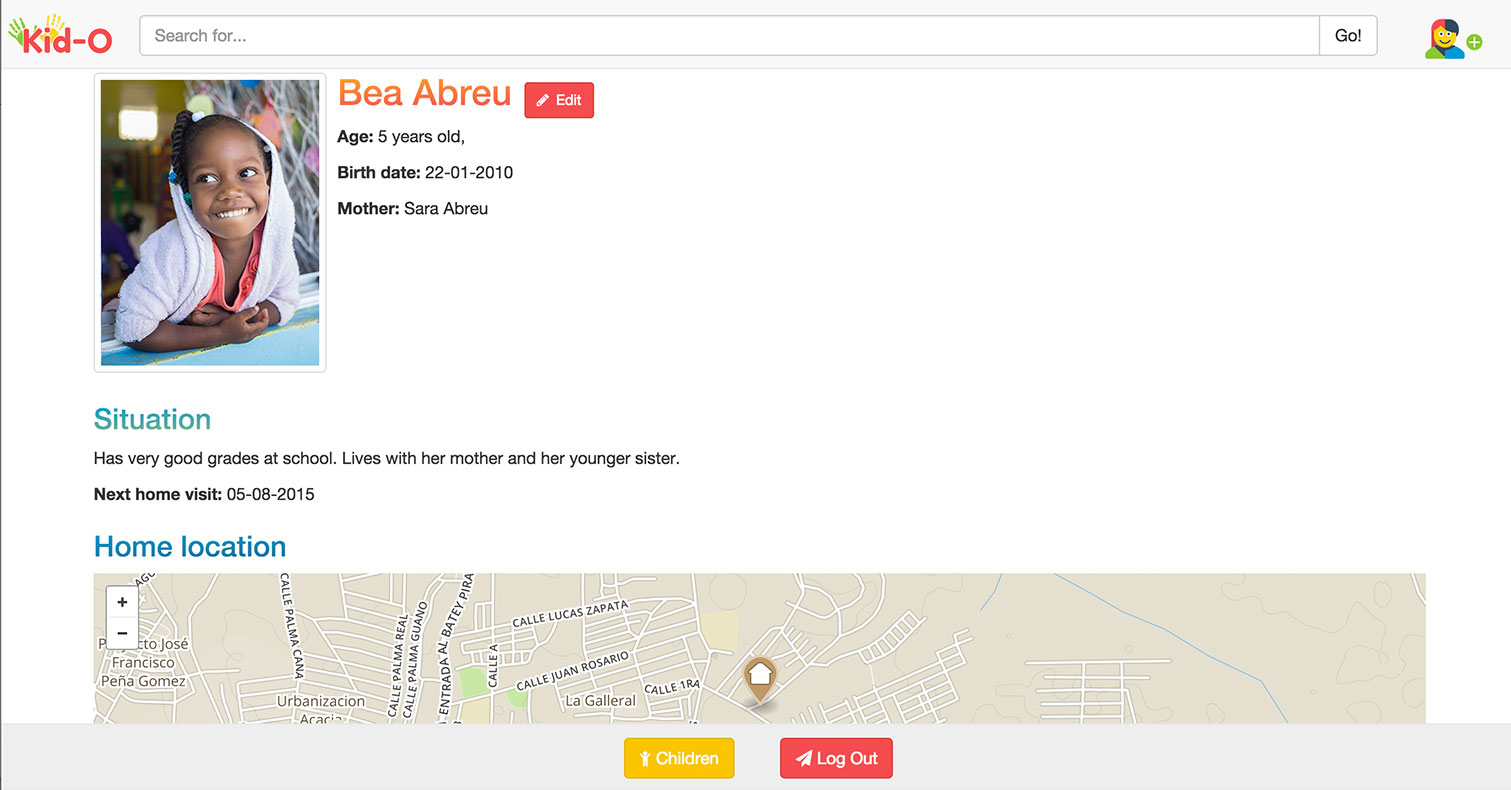 Kid-O
Search for...
Go!
Bea Abreu
Edit
Age: 5 years old,
Birth date: 22-01-2010
Mother: Sara Abreu
Situation
Has very good grades at school. Lives with her mother and her younger sister.
Next home visit: 05-08-2015
Home location
+
−
CALLE PALMA CANA
CALLE PALMA REAL
CALLE PALMA GUANO
ENTRADA AL BATEY PIRA
CALLE A
CALLE LUCAS ZAPATA
CALLE JUAN ROSARIO
CALLE 1RA
José
Francisco
Peña Gomez
Urbanizacion
Acacia
La Galleral
Children
Log Out